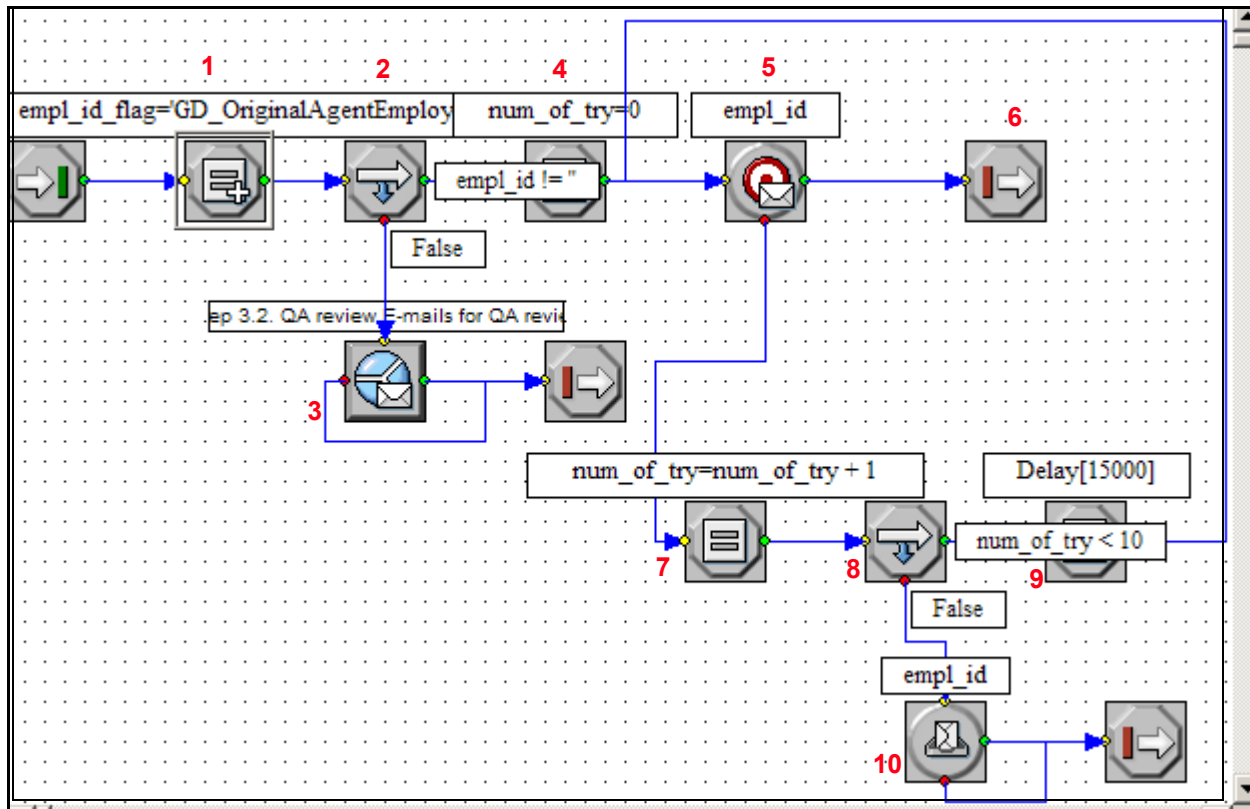 1
2
4
5
empl_id_flag='GD_OriginalAgentEmploy
num_of_try=0
empl_id
6
empl_id != ''
False
ep 3.2. QA review E-mails for QA revi
3
num_of_try=num_of_try + 1
Delay[15000]
7
8
num_of_try < 10
9
False
empl_id
10